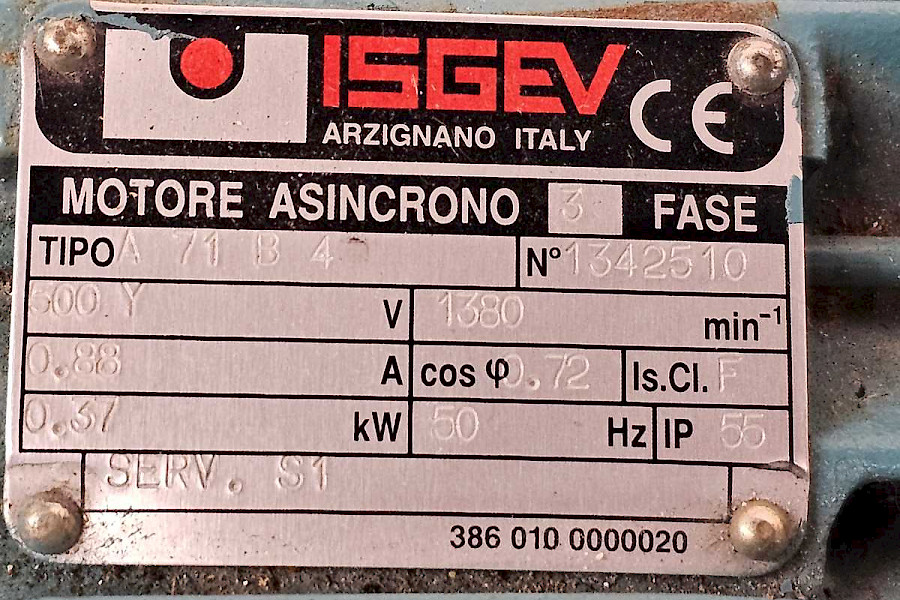 ISGEV
CE
ARZIGNANO ITALY
MOTORE ASINCRONO 3 FASE
TIPO A 71 B 4 N° 1342510
500 Y V 1380 min⁻¹
0.88 A cos φ 0.72 Is.Cl. F
0.37 kW 50 Hz IP 55
SERV. S1
386 010 0000020